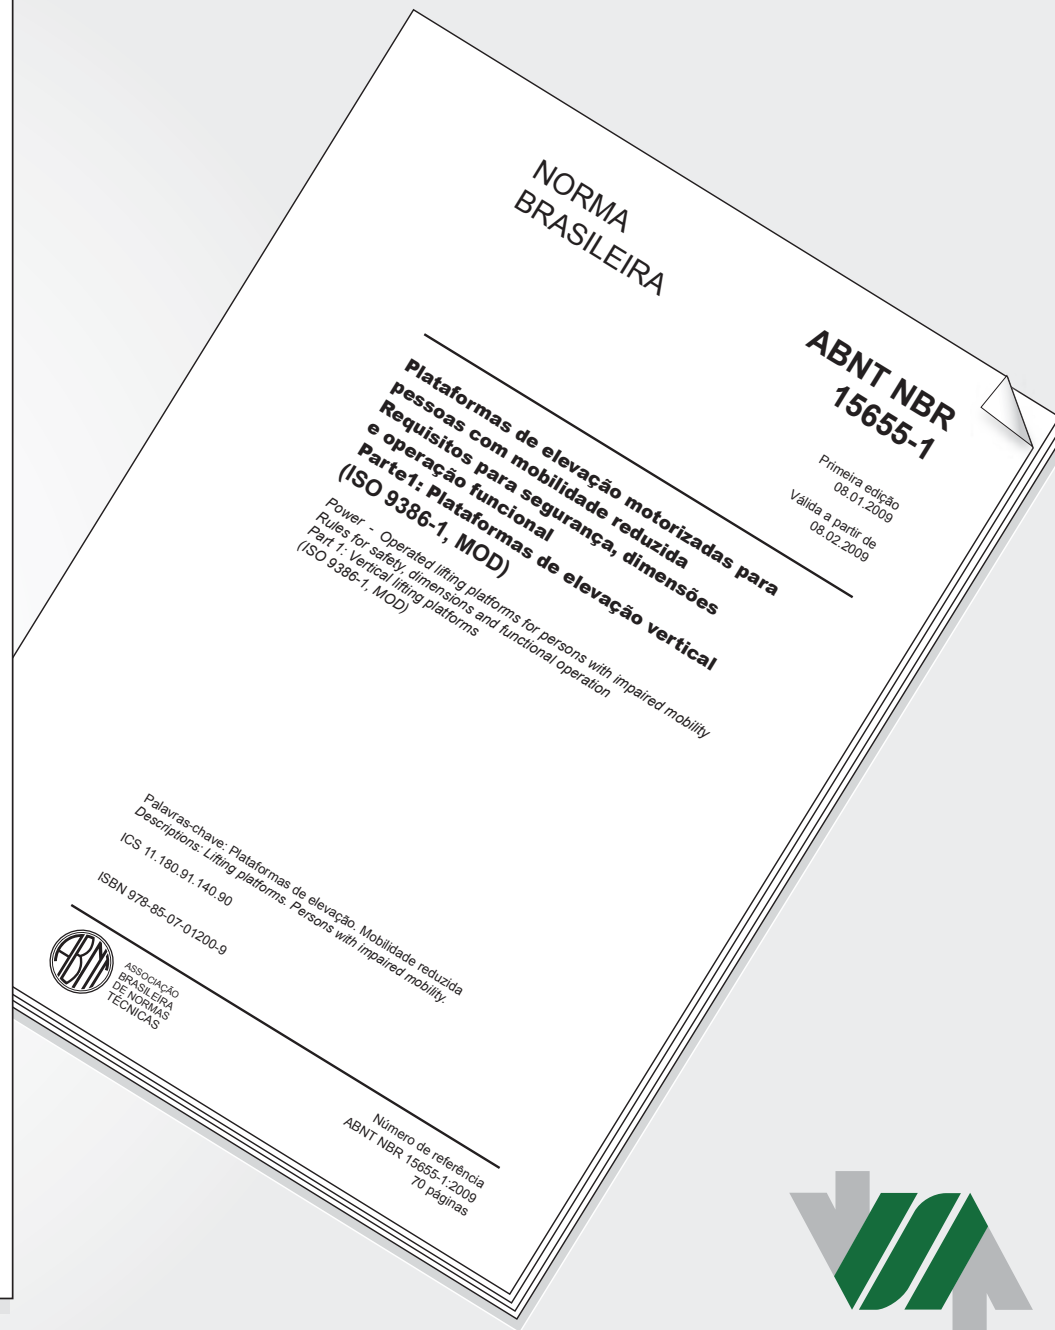 NORMA
BRASILEIRA
ABNT NBR
15655-1
Primeira edição
08.01.2009
Válida a partir de
08.02.2009
Plataformas de elevação motorizadas para
pessoas com mobilidade reduzida
Requisitos para segurança, dimensões
e operação funcional
Parte1: Plataformas de elevação vertical
(ISO 9386-1, MOD)
Power - Operated lifting platforms for persons with impaired mobility
Rules for safety, dimensions and functional operation
Part 1: Vertical lifting platforms
(ISO 9386-1, MOD)
Palavras-chave: Plataformas de elevação. Mobilidade reduzida
Descriptions: Lifting platforms. Persons with impaired mobility.
ICS 11.180.91.140.90
ISBN 978-85-07-01200-9
ABNT
ASSOCIAÇÃO
BRASILEIRA
DE NORMAS
TÉCNICAS
Número de referência
ABNT NBR 15655-1:2009
70 páginas